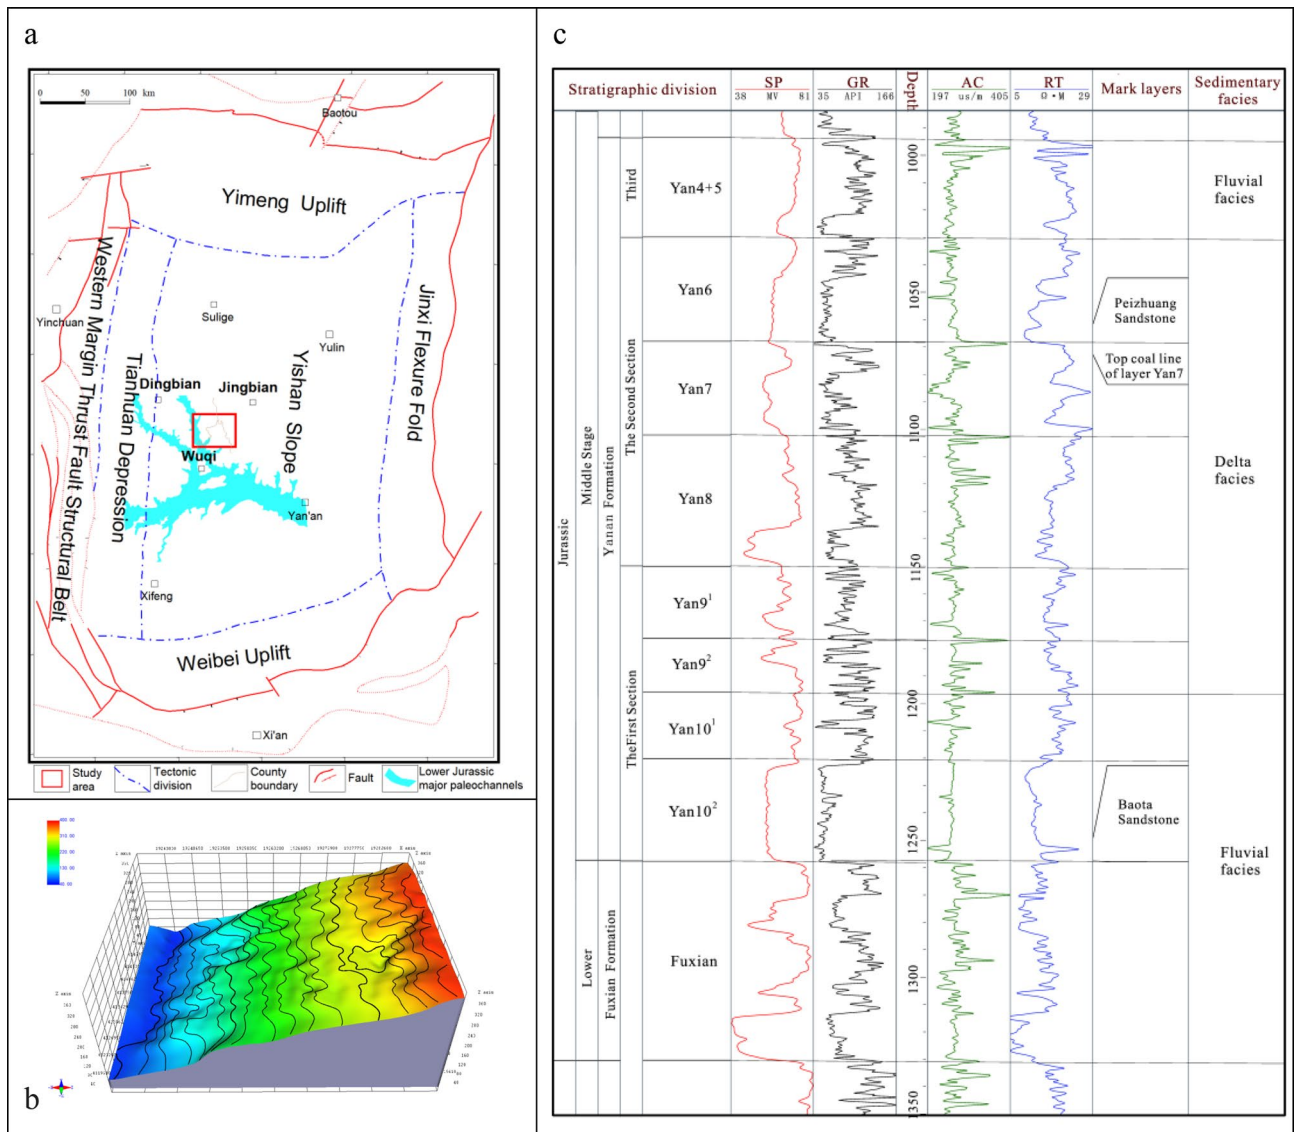 a
0 50 100 km
Baotou
Yimeng Uplift
Western Margin Thrust Fault Structural Belt
Yinchuan
Sulige
Yulin
Jinxi Flexure Fold
Tianhuan Depression
Dingbian
Jingbian
Yishan Slope
Wuqi
Yan'an
Xifeng
Weibei Uplift
Xi'an
Study area
Tectonic division
County boundary
Fault
Lower Jurassic major paleochannels
b
Z axis
X axis
Z axis
Z axis
c
Stratigraphic division
SP
38 MV 81
GR
35 API 166
Depth
AC
197 us/m 405
RT
5 Ω•M 29
Mark layers
Sedimentary
facies
Jurassic
Middle Stage
Lower
Yanan Formation
Fuxian Formation
Third
The Second Section
TheFirst Section
Yan4+5
Yan6
Yan7
Yan8
Yan9¹
Yan9²
Yan10¹
Yan10²
Fuxian
1000
1050
1100
1150
1200
1250
1300
1350
Peizhuang
Sandstone
Top coal line
of layer Yan7
Baota
Sandstone
Fluvial
facies
Delta
facies
Fluvial
facies